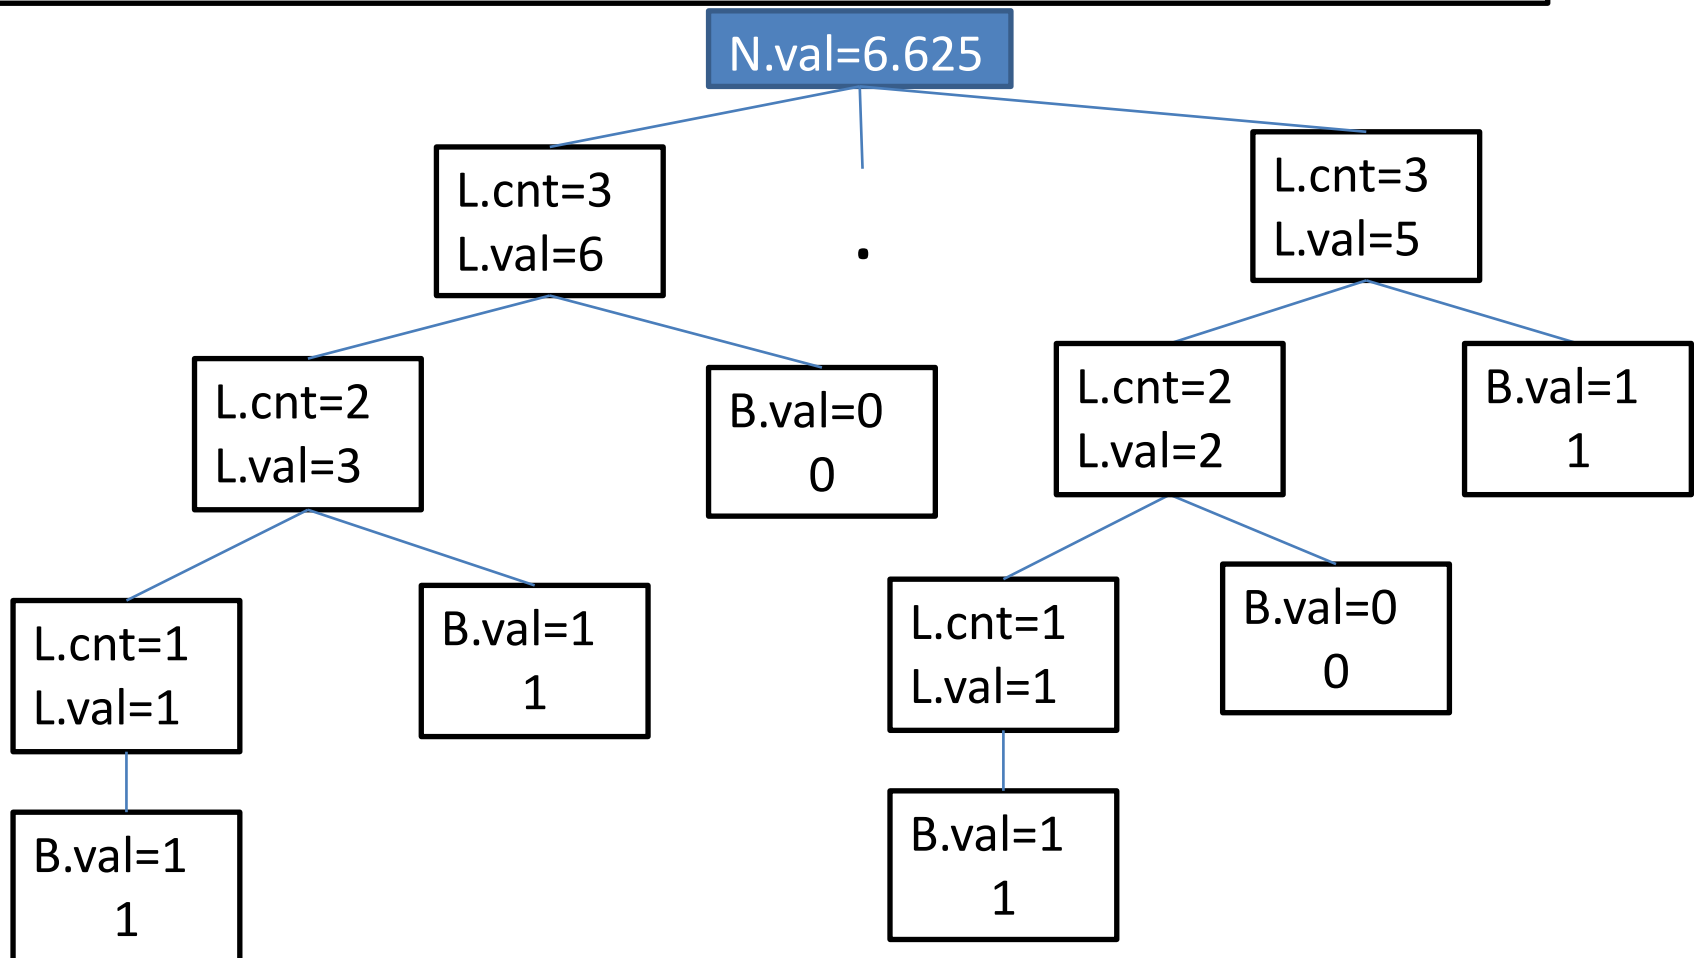 N.val=6.625
L.cnt=3
L.val=6
.
L.cnt=3
L.val=5
L.cnt=2
L.val=3
B.val=0
0
L.cnt=2
L.val=2
B.val=1
1
L.cnt=1
L.val=1
B.val=1
1
L.cnt=1
L.val=1
B.val=0
0
B.val=1
1
B.val=1
1